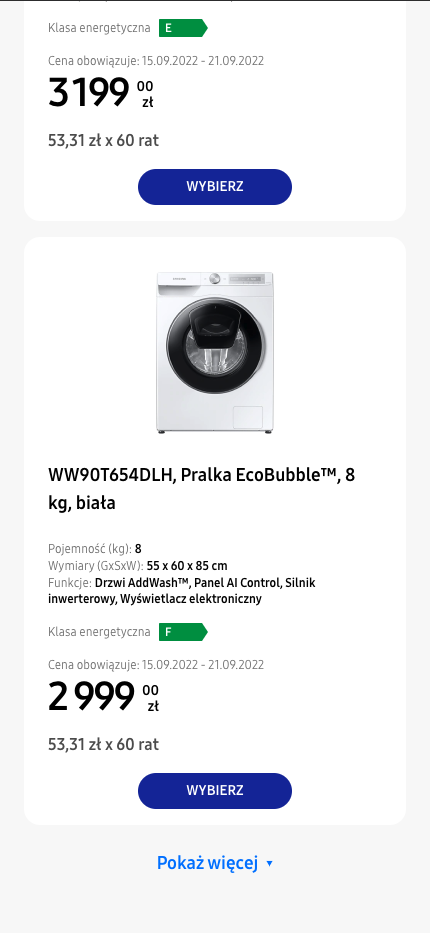 Klasa energetyczna E
Cena obowiązuje: 15.09.2022 - 21.09.2022
3199 00 zł
53,31 zł x 60 rat
WYBIERZ
SAMSUNG
WW90T654DLH, Pralka EcoBubble™, 8
kg, biała
Pojemność (kg): 8
Wymiary (GxSxW): 55 x 60 x 85 cm
Funkcje: Drzwi AddWash™, Panel AI Control, Silnik
inwerterowy, Wyświetlacz elektroniczny
Klasa energetyczna F
Cena obowiązuje: 15.09.2022 - 21.09.2022
2 999 00 zł
53,31 zł x 60 rat
WYBIERZ
Pokaż więcej